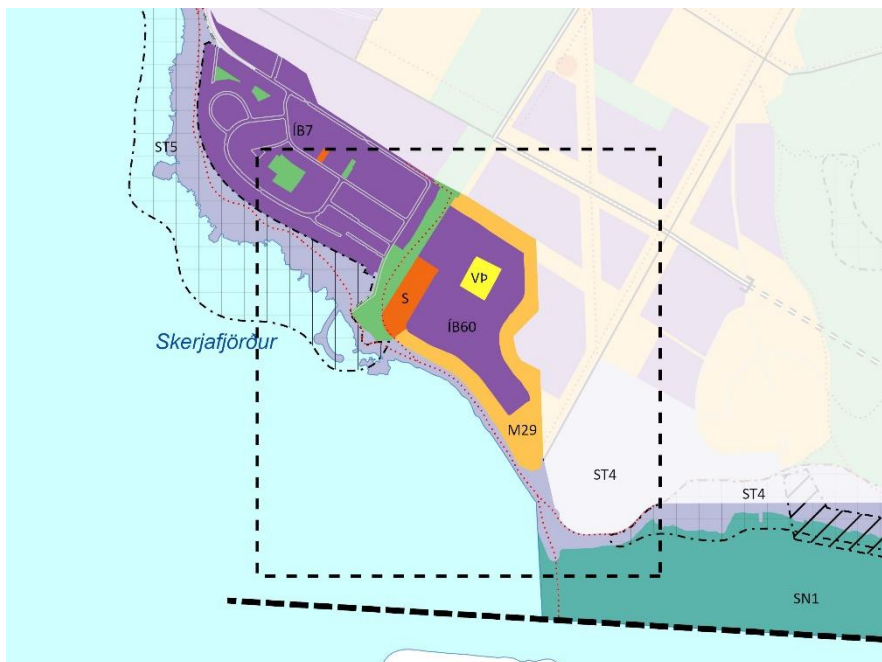 ÍB7
ST5
VÞ
S
ÍB60
Skerjafjörður
M29
ST4
ST4
SN1